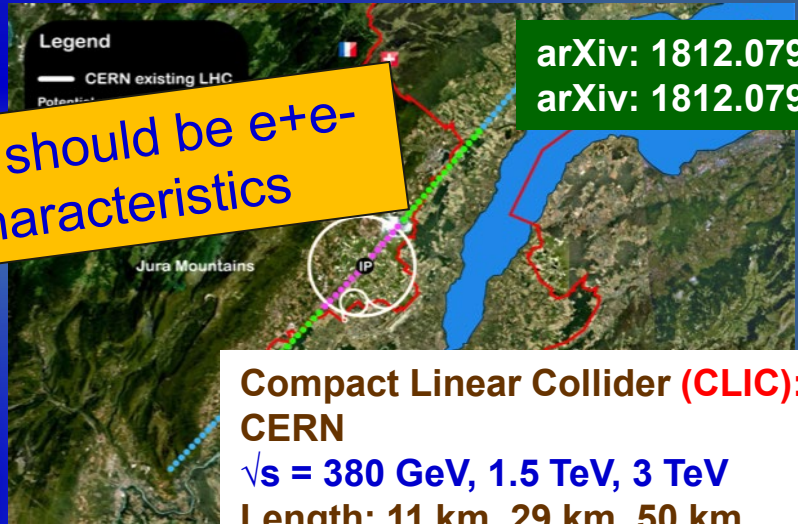 Legend
CERN existing LHC
arXiv: 1812.079
arXiv: 1812.079
should be e+e-
haracteristics
Jura Mountains
IP
Compact Linear Collider (CLIC):
CERN
√s = 380 GeV, 1.5 TeV, 3 TeV
Length: 11 km, 29 km, 50 km